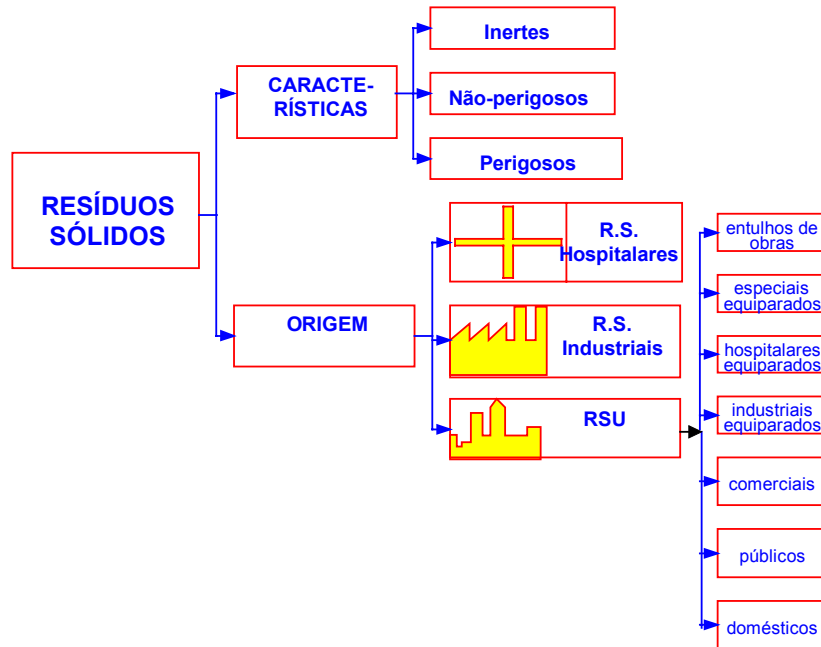 RESÍDUOS
SÓLIDOS
CARACTE-
RÍSTICAS
Inertes
Não-perigosos
Perigosos
ORIGEM
R.S.
Hospitalares
R.S.
Industriais
RSU
entulhos de
obras
especiais
equiparados
hospitalares
equiparados
industriais
equiparados
comerciais
públicos
domésticos